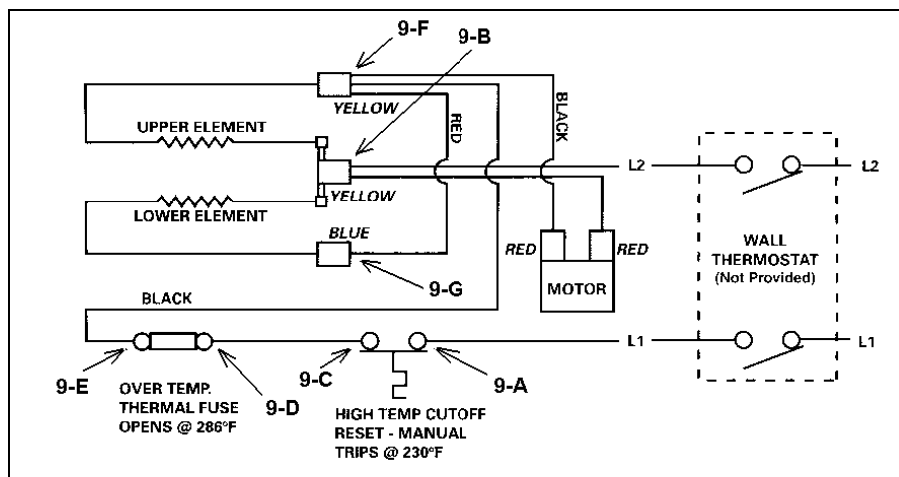 9-F
9-B
YELLOW
RED
BLACK
UPPER ELEMENT
L2
L2
YELLOW
LOWER ELEMENT
BLUE
RED
RED
WALL
THERMOSTAT
(Not Provided)
9-G
MOTOR
BLACK
L1
L1
9-E
9-D
9-C
9-A
OVER TEMP.
THERMAL FUSE
OPENS @ 286°F
HIGH TEMP CUTOFF
RESET - MANUAL
TRIPS @ 230°F